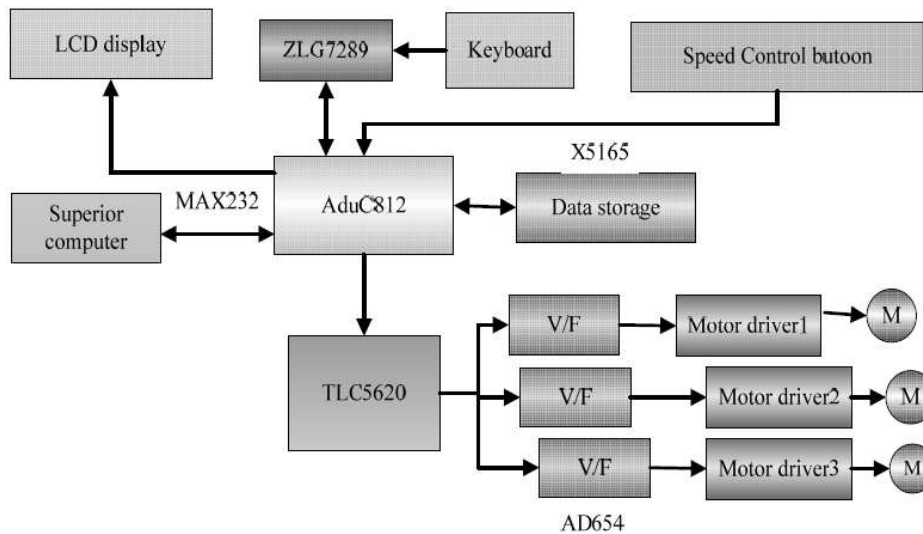 LCD display
ZLG7289
Keyboard
Speed Control butoon
X5165
MAX232
AduC812
Data storage
Superior
computer
V/F
Motor driver1
M
TLC5620
V/F
Motor driver2
M
V/F
Motor driver3
M
AD654